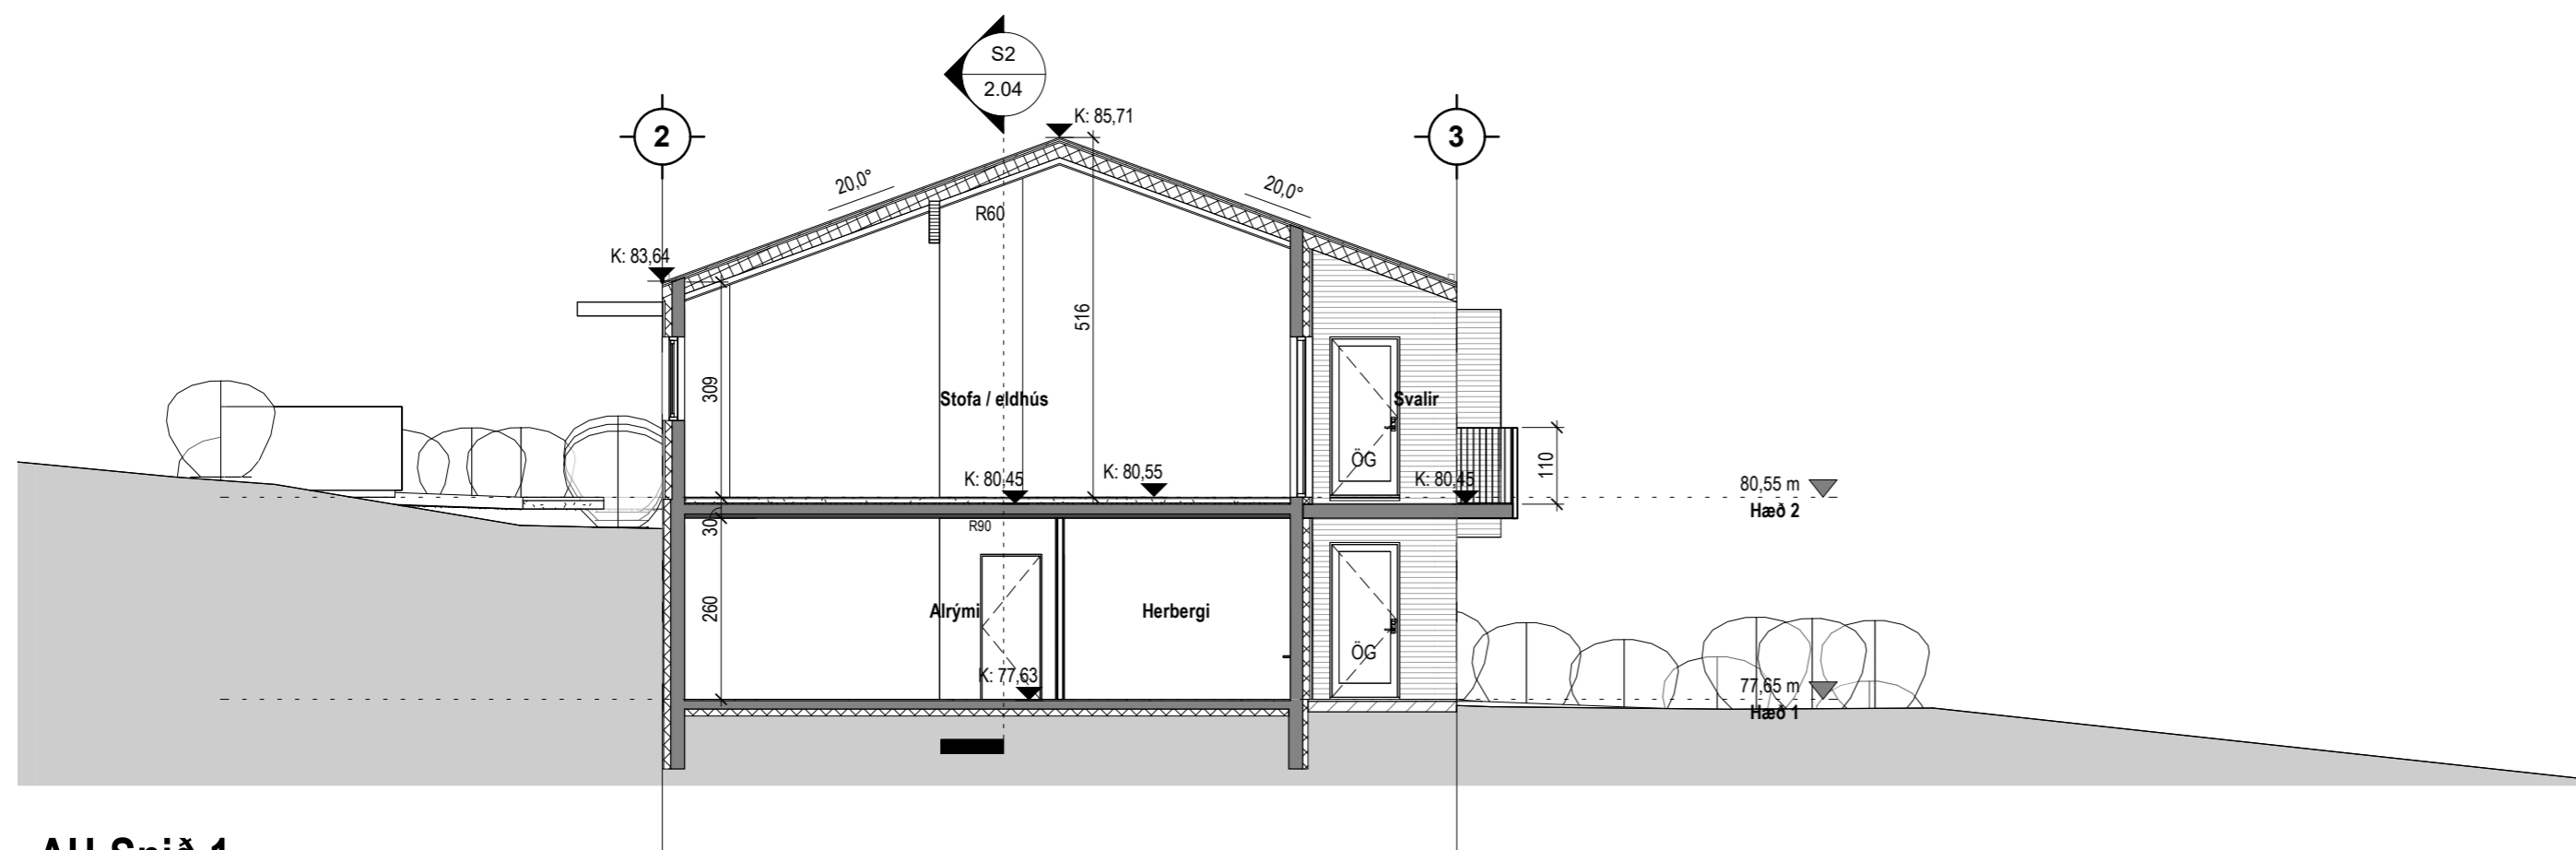 S2
2.04
2
3
K: 85,71
20,0°
20,0°
R60
K: 83,64
516
309
Stofa / eldhús
Svalir
ÖG
110
K: 80,45
K: 80,55
K: 80,45
80,55 m
Hæð 2
30
R90
260
Alrými
Herbergi
ÖG
K: 77,63
77,65 m
Hæð 1